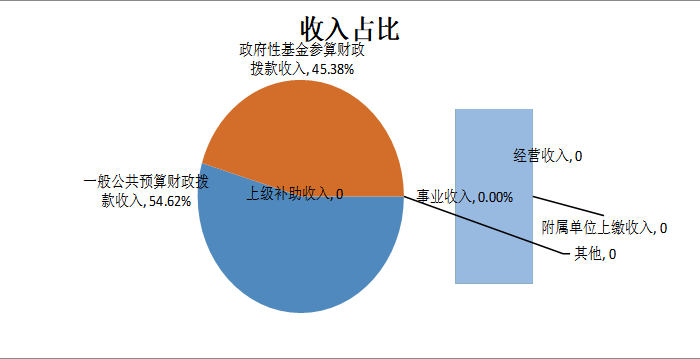 收入占比
政府性基金参算财政
拨款收入, 45.38%
一般公共预算财政拨
款收入, 54.62%
上级补助收入, 0
事业收入, 0.00%
经营收入, 0
附属单位上缴收入, 0
其他, 0